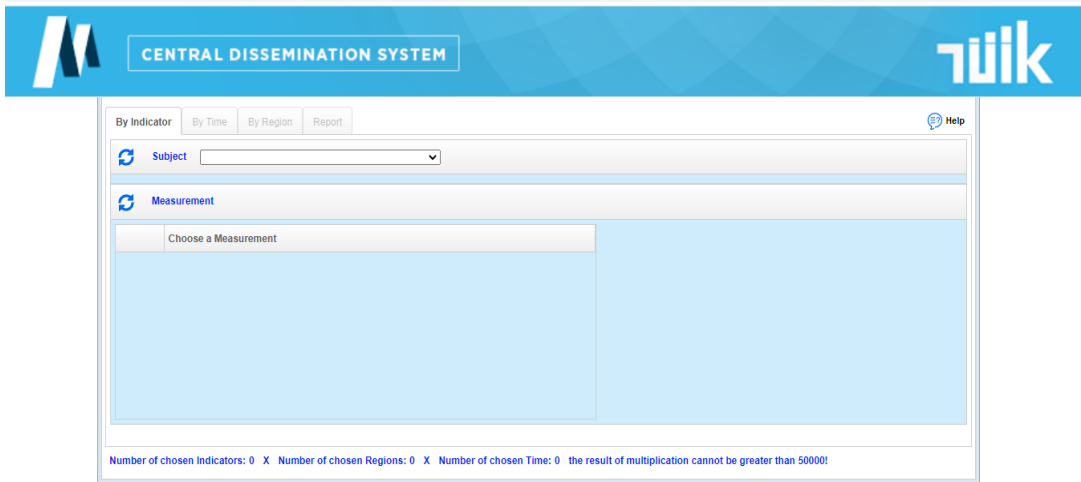 CENTRAL DISSEMINATION SYSTEM
TÜİK
By Indicator By Time By Region Report Help
Subject
Measurement
Choose a Measurement
Number of chosen Indicators: 0 X Number of chosen Regions: 0 X Number of chosen Time: 0 the result of multiplication cannot be greater than 50000!